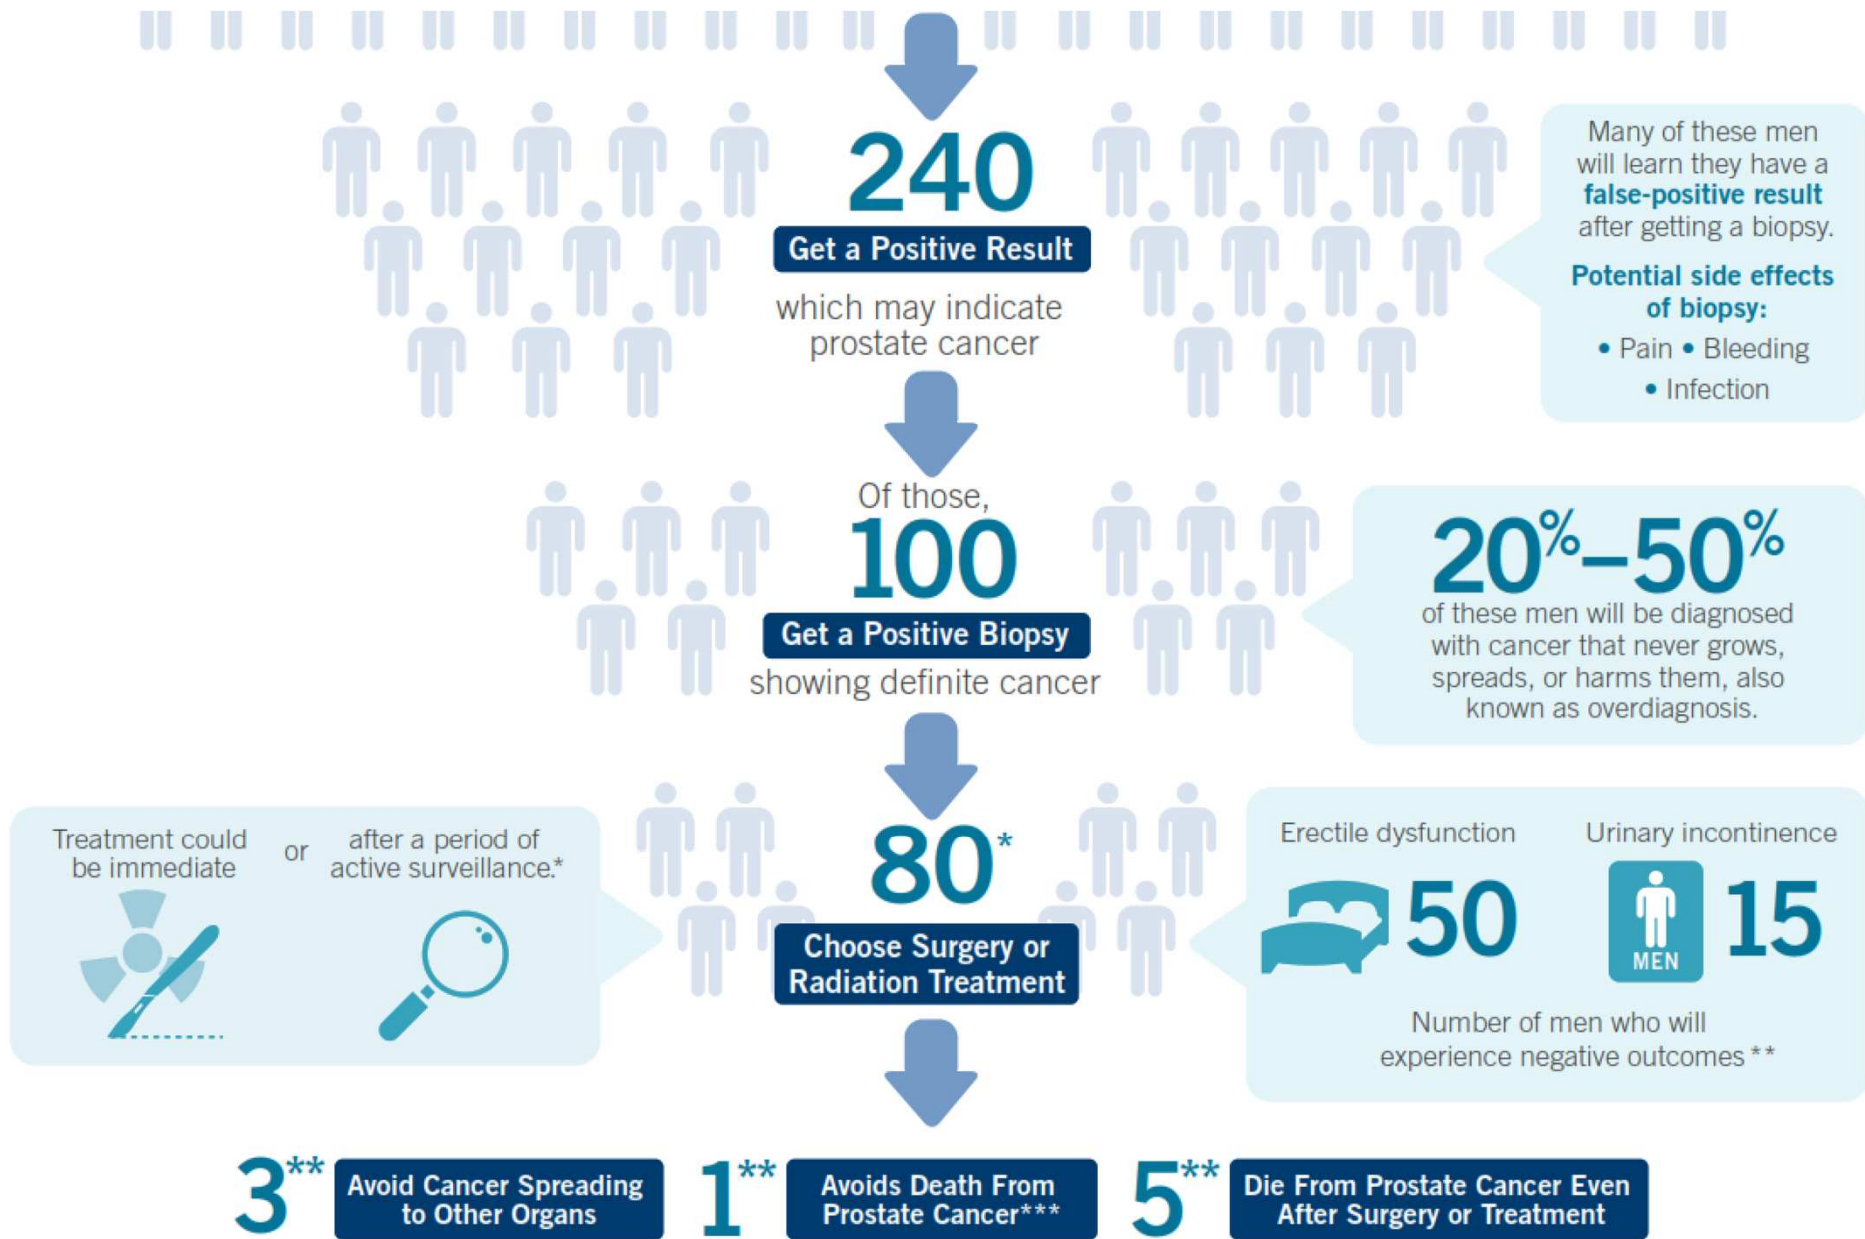 240
Get a Positive Result
which may indicate
prostate cancer
Many of these men
will learn they have a
false-positive result
after getting a biopsy.
Potential side effects
of biopsy:
• Pain • Bleeding
• Infection
Of those,
100
Get a Positive Biopsy
showing definite cancer
20%–50%
of these men will be diagnosed
with cancer that never grows,
spreads, or harms them, also
known as overdiagnosis.
Treatment could
be immediate
or
after a period of
active surveillance.*
80*
Choose Surgery or
Radiation Treatment
Erectile dysfunction
50
Urinary incontinence
MEN
15
Number of men who will
experience negative outcomes**
3**
Avoid Cancer Spreading
to Other Organs
1**
Avoids Death From
Prostate Cancer***
5**
Die From Prostate Cancer Even
After Surgery or Treatment